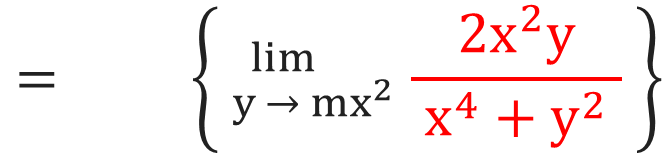 = { lim y → mx² 2x²y / x⁴ + y² }